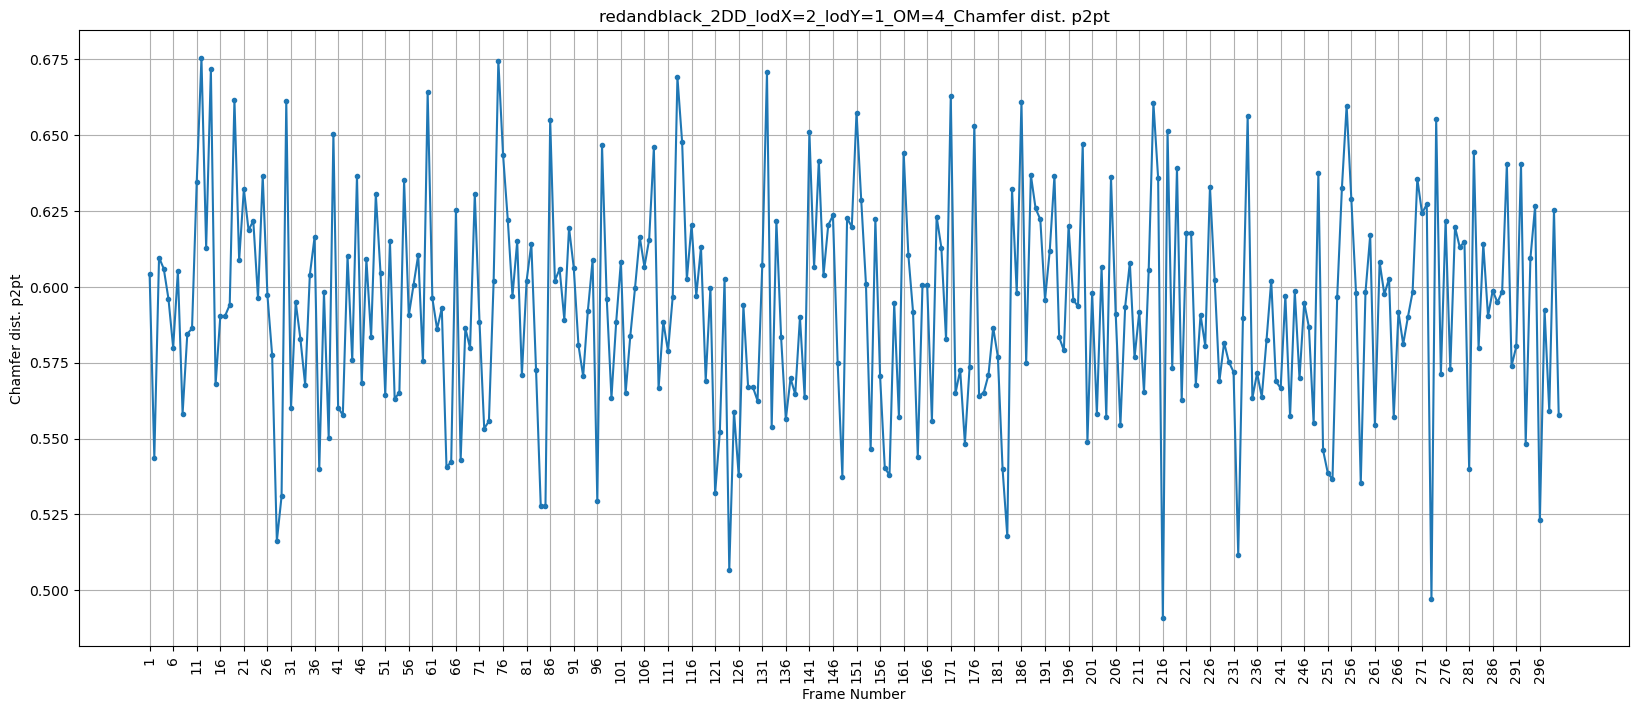 redandblack_2DD_lodX=2_lodY=1_OM=4_Chamfer dist. p2pt
Chamfer dist. p2pt
0.675
0.650
0.625
0.600
0.575
0.550
0.525
0.500
1 6 11 16 21 26 31 36 41 46 51 56 61 66 71 76 81 86 91 96 101 106 111 116 121 126 131 136 141 146 151 156 161 166 171 176 181 186 191 196 201 206 211 216 221 226 231 236 241 246 251 256 261 266 271 276 281 286 291 296
Frame Number